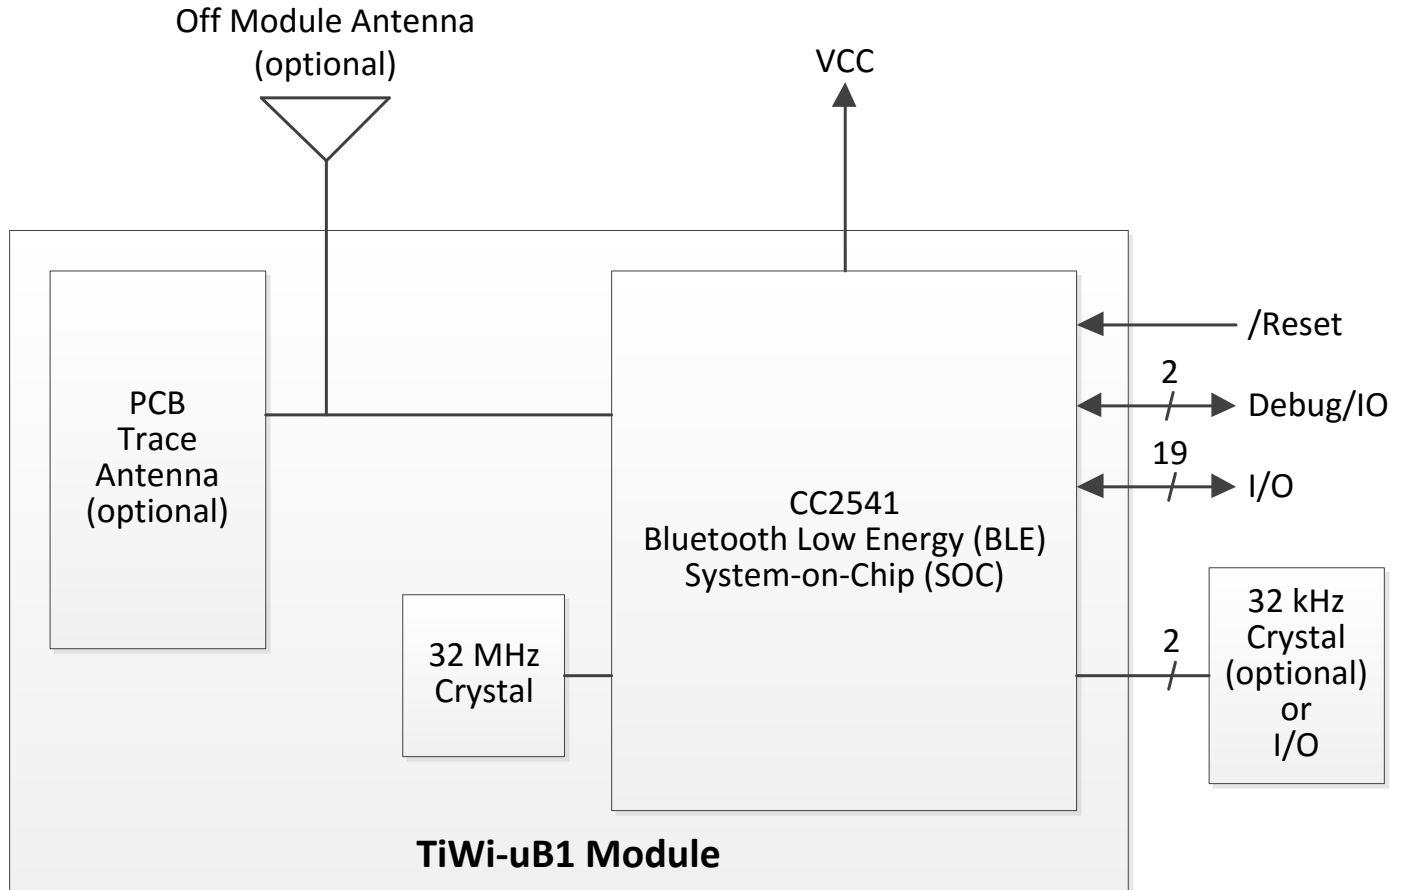 Off Module Antenna
(optional)
VCC
/Reset
2
Debug/IO
19
I/O
PCB
Trace
Antenna
(optional)
CC2541
Bluetooth Low Energy (BLE)
System-on-Chip (SOC)
32 MHz
Crystal
2
32 kHz
Crystal
(optional)
or
I/O
TiWi-uB1 Module